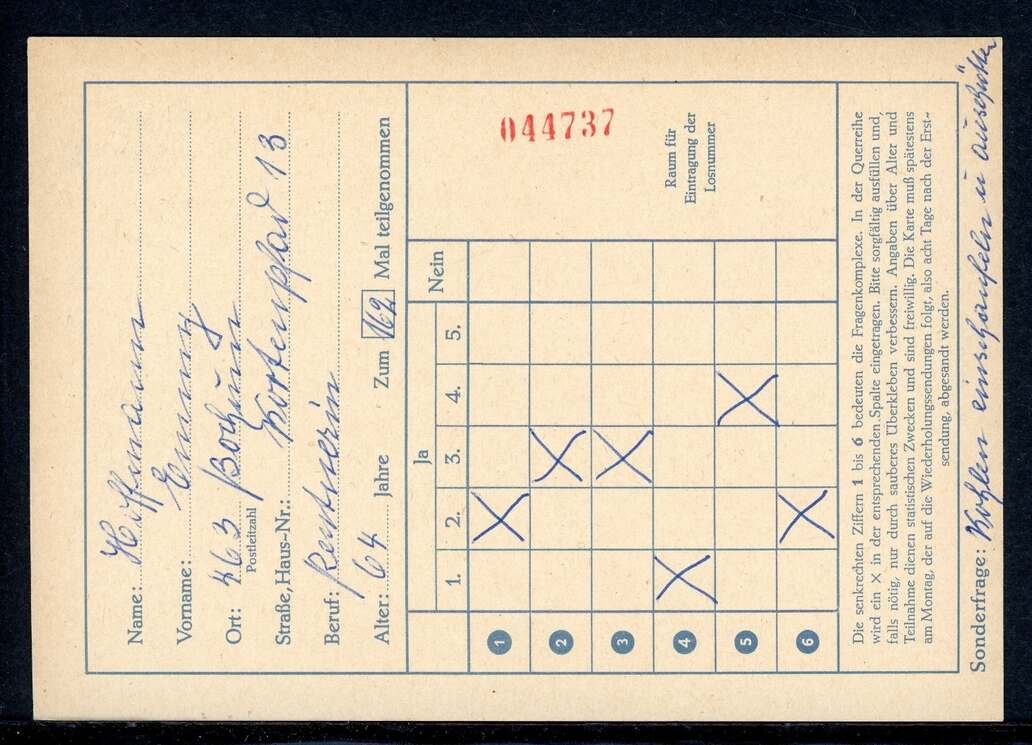 Name: Hoffmann
Vorname: Emmy
Ort: 463 Bochum
Postleitzahl
Straße, Haus-Nr.: Kortenpfad 13
Beruf: Rentnerin
Alter: 64 Jahre Zum 162 Mal teilgenommen
Ja
Nein
1. 2. 3. 4. 5.
044737
Raum für
Eintragung der
Losnummer
1 X
2 X
3 X
4 X
5 X
6 X
Die senkrechten Ziffern 1 bis 6 bedeuten die Fragenkomplexe. In der Querreihe
wird ein X in der entsprechenden Spalte eingetragen. Bitte sorgfältig ausfüllen und,
falls nötig, nur durch sauberes Überkleben verbessern. Angaben über Alter und
Teilnahme dienen statistischen Zwecken und sind freiwillig. Die Karte muß spätestens
am Montag, der auf die Wiederholungssendungen folgt, also acht Tage nach der Erst-
sendung, abgesandt werden.
Sonderfrage: Kohlen einschäufeln u